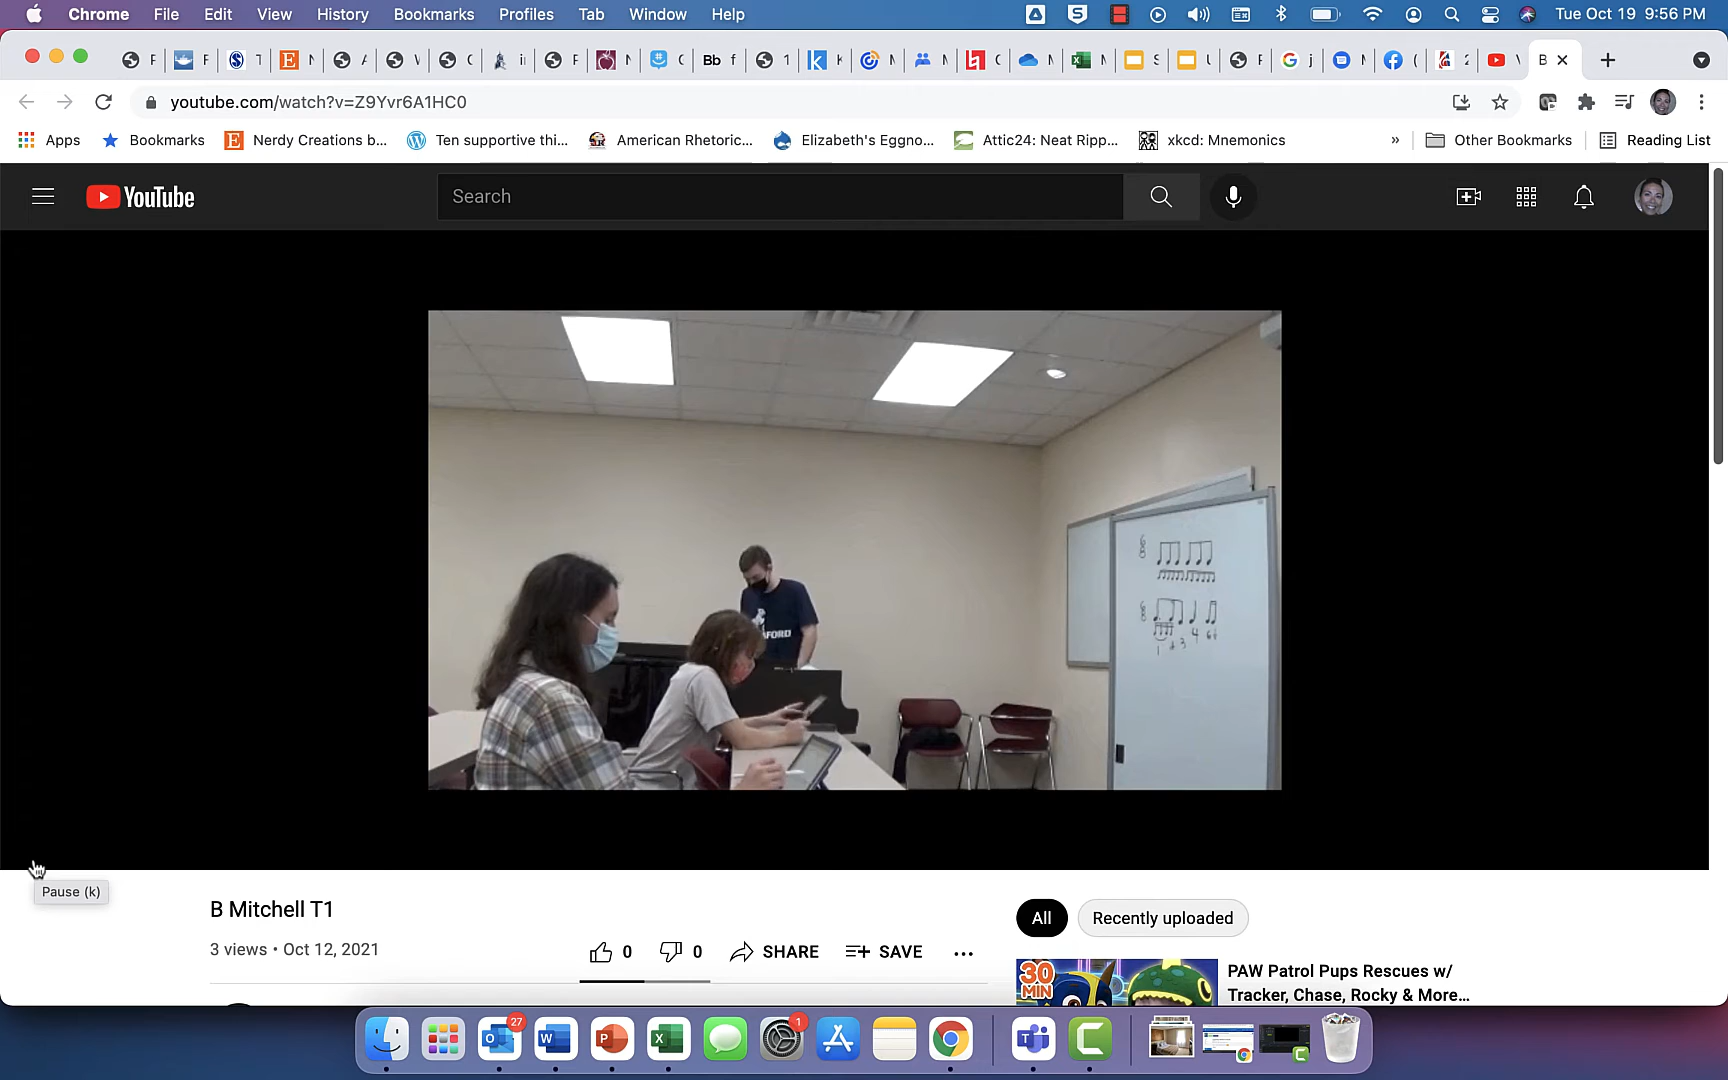 Chrome File Edit View History Bookmarks Profiles Tab Window Help Tue Oct 19 9:56 PM
Bb
youtube.com/watch?v=Z9Yvr6A1HC0
Apps Bookmarks Nerdy Creations b... Ten supportive thi... American Rhetoric... Elizabeth's Eggno... Attic24: Neat Ripp... xkcd: Mnemonics » Other Bookmarks Reading List
YouTube Search
Pause (k)
B Mitchell T1
3 views • Oct 12, 2021
0 0 SHARE SAVE ...
All Recently uploaded
30 MIN
PAW Patrol Pups Rescues w/
Tracker, Chase, Rocky & More...
27 1